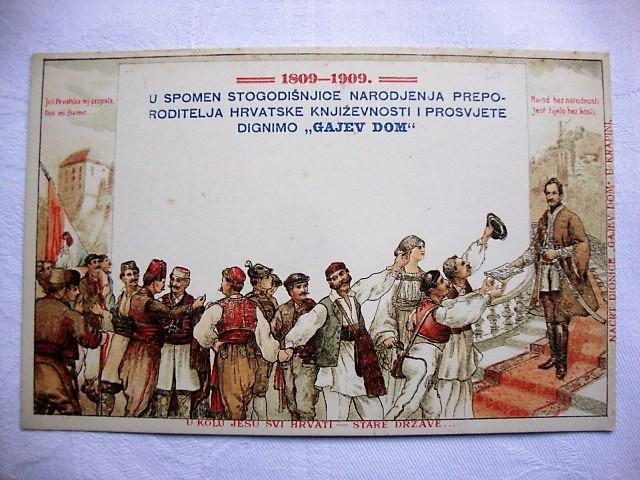 1809—1909.
U SPOMEN STOGODIŠNJICE NARODJENJA PREPO-
RODITELJA HRVATSKE KNJIŽEVNOSTI I PROSVJETE
DIGNIMO „GAJEV DOM“
Još Hrvatska nij propala,
Dok mi živimo...
Narod bez narodnosti
Jest tijelo bez kosti.
U KOLU JESU SVI HRVATI — STARE DRŽAVE...
NACRT DIONICE „GAJEV DOM“ U KRAPINI.